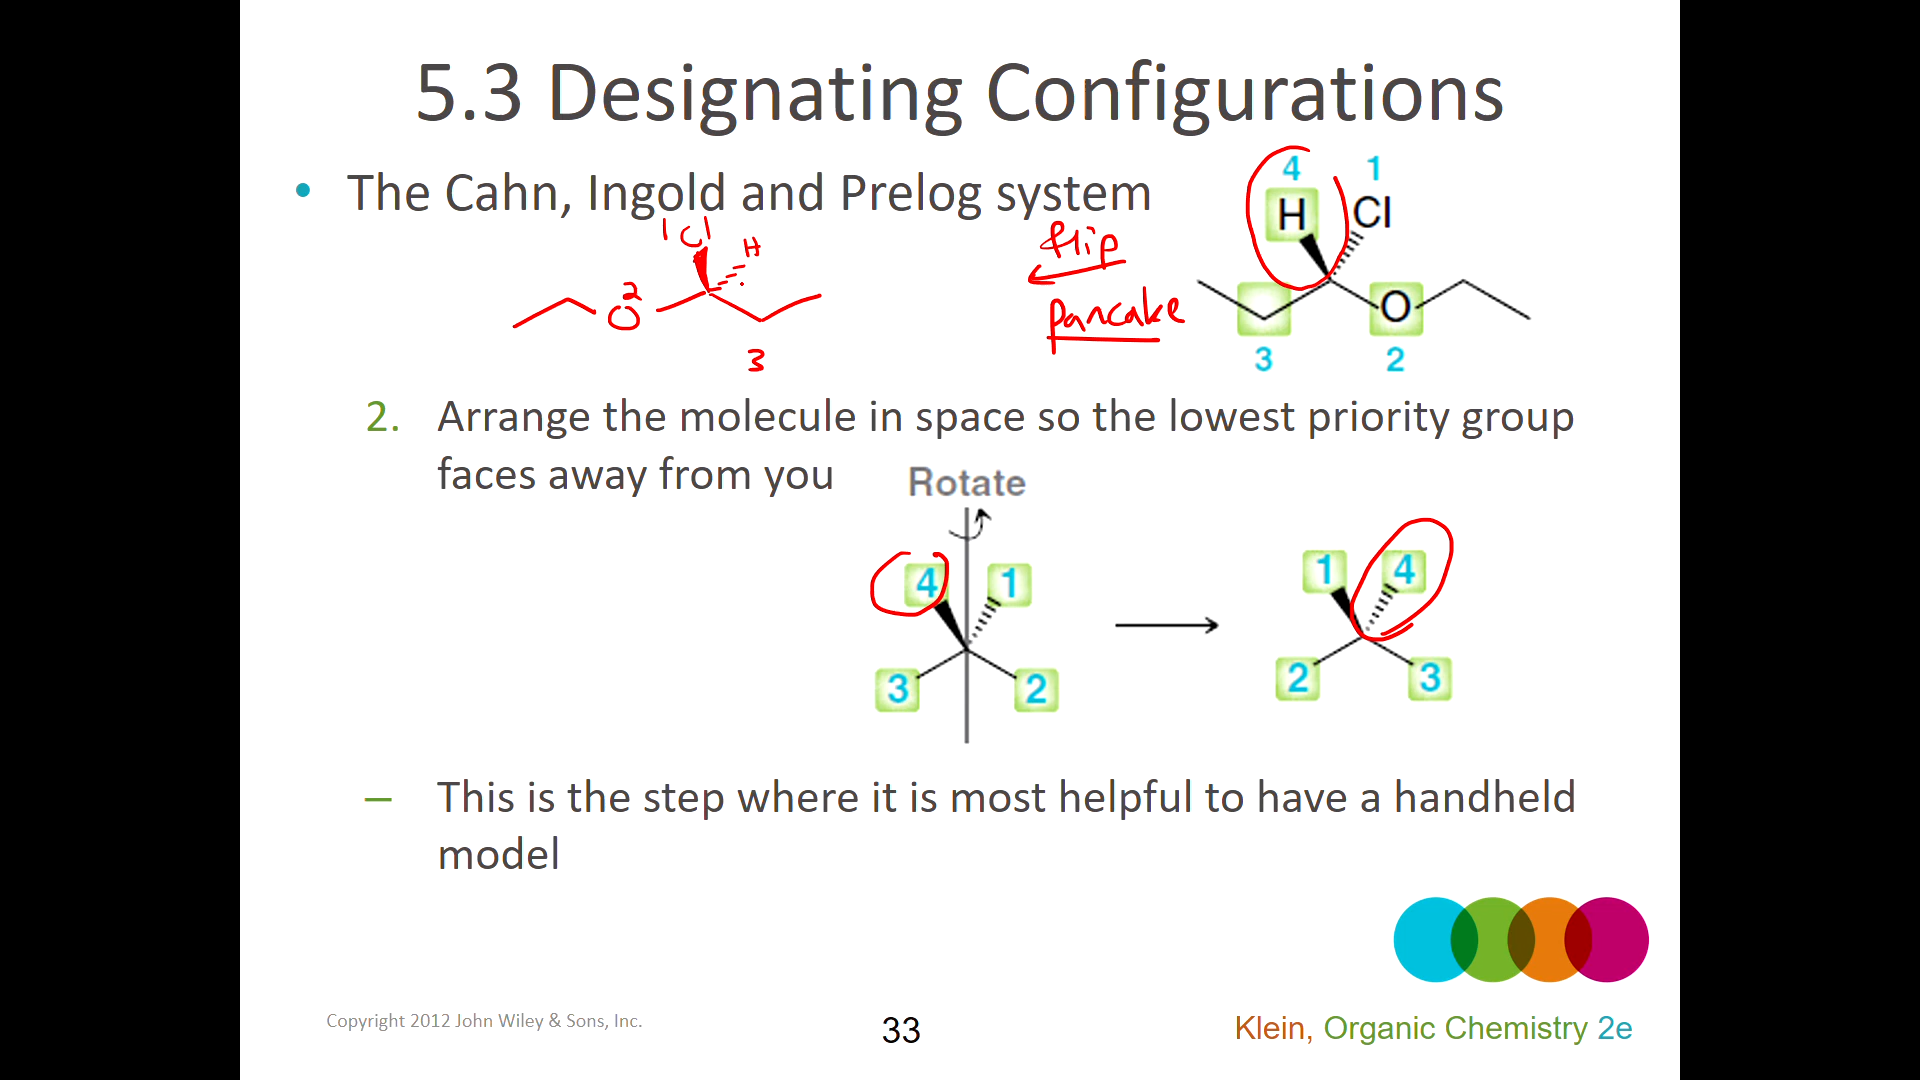 5.3 Designating Configurations
• The Cahn, Ingold and Prelog system
4 1
H Cl
O
3 2
1 Cl
H
2
O
3
flip
pancake
2. Arrange the molecule in space so the lowest priority group
faces away from you
Rotate
4 1
3 2
1 4
2 3
– This is the step where it is most helpful to have a handheld
model
Copyright 2012 John Wiley & Sons, Inc.
33
Klein, Organic Chemistry 2e